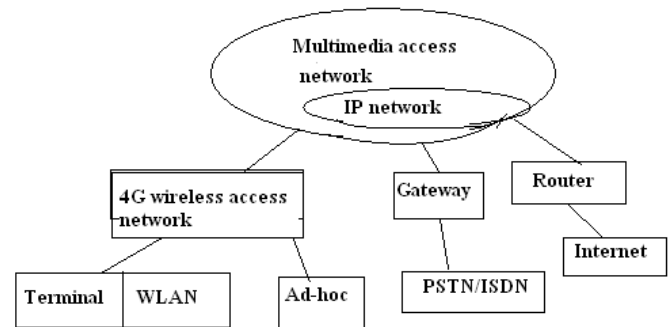 Multimedia access
network
IP network
4G wireless access
network
Gateway
Router
Internet
Terminal
WLAN
Ad-hoc
PSTN/ISDN